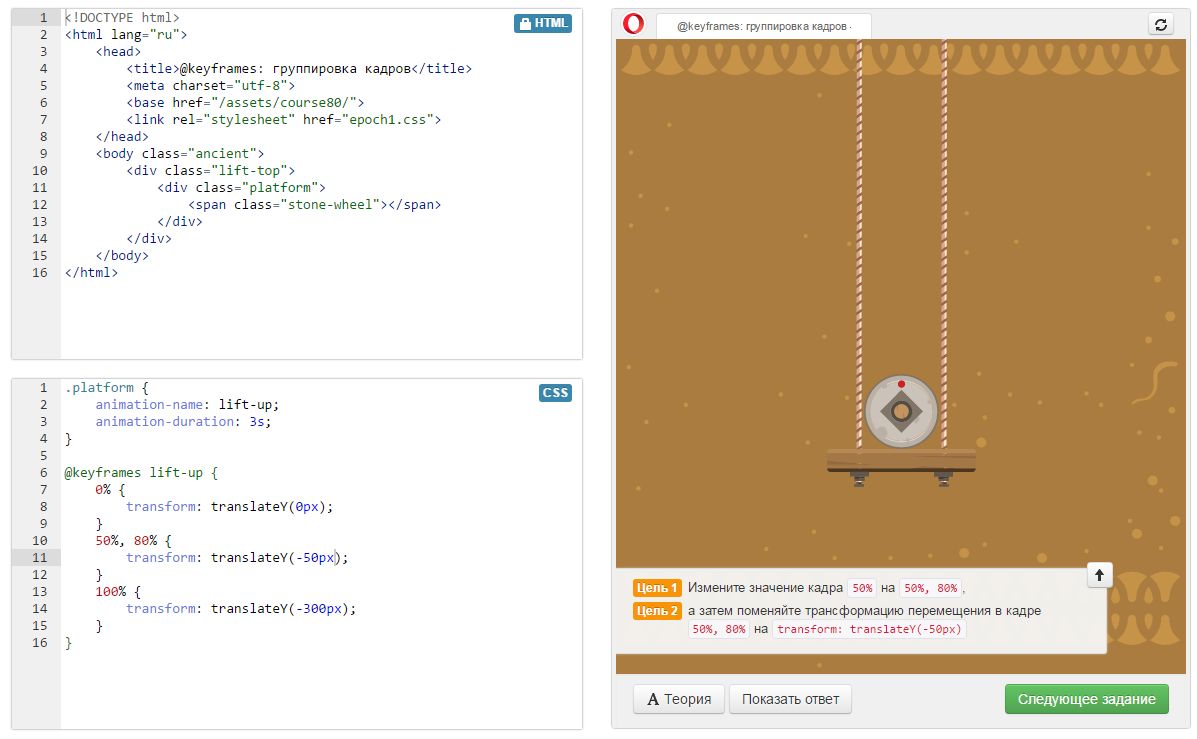 1 <!DOCTYPE html>
HTML
2 <html lang="ru">
3 <head>
4 <title>@keyframes: группировка кадров</title>
5 <meta charset="utf-8">
6 <base href="/assets/course80/">
7 <link rel="stylesheet" href="epoch1.css">
8 </head>
9 <body class="ancient">
10 <div class="lift-top">
11 <div class="platform">
12 <span class="stone-wheel"></span>
13 </div>
14 </div>
15 </body>
16 </html>
1 .platform {
CSS
2 animation-name: lift-up;
3 animation-duration: 3s;
4 }
5
6 @keyframes lift-up {
7 0% {
8 transform: translateY(0px);
9 }
10 50%, 80% {
11 transform: translateY(-50px);
12 }
13 100% {
14 transform: translateY(-300px);
15 }
16 }
@keyframes: группировка кадров -
Цель 1 Измените значение кадра 50% на 50%, 80%,
Цель 2 а затем поменяйте трансформацию перемещения в кадре
50%, 80% на transform: translateY(-50px)
A Теория
Показать ответ
Следующее задание